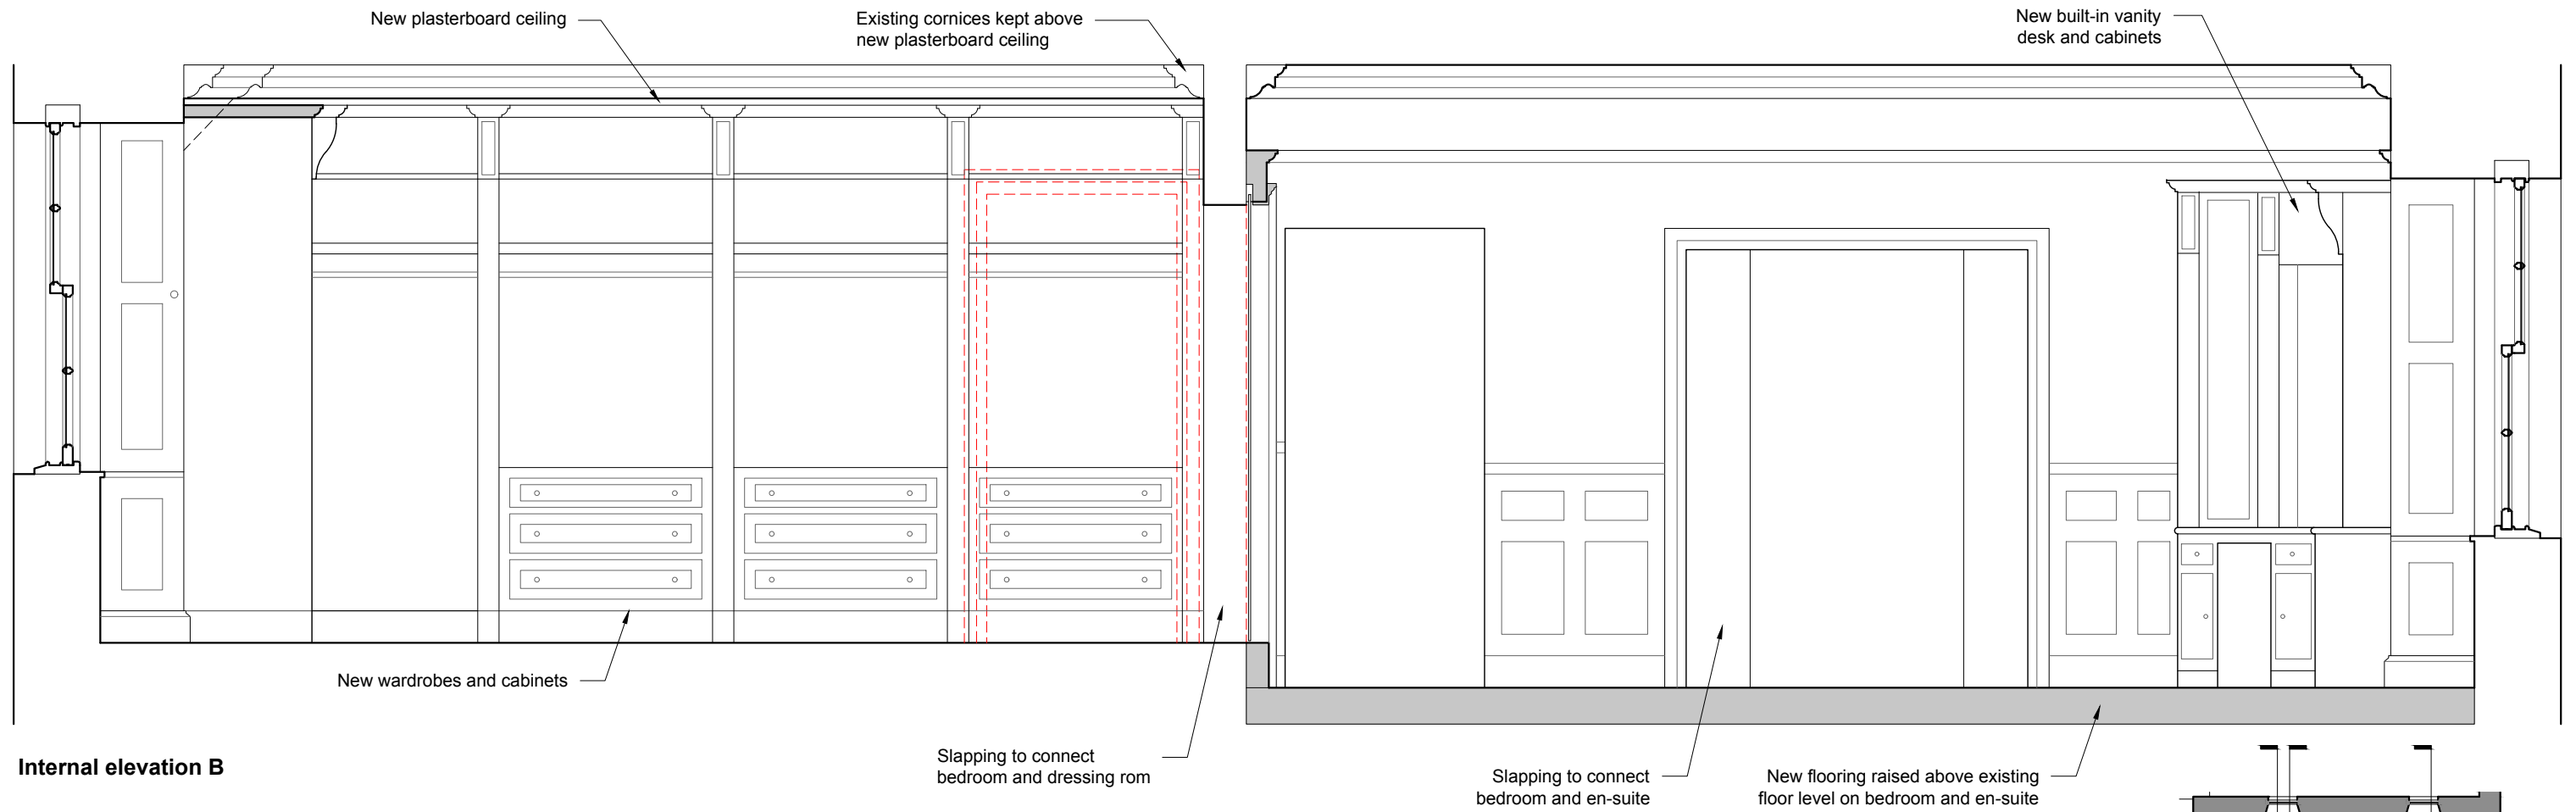 New plasterboard ceiling
Existing cornices kept above
new plasterboard ceiling
New built-in vanity
desk and cabinets
New wardrobes and cabinets
Slapping to connect
bedroom and dressing rom
Slapping to connect
bedroom and en-suite
New flooring raised above existing
floor level on bedroom and en-suite
Internal elevation B